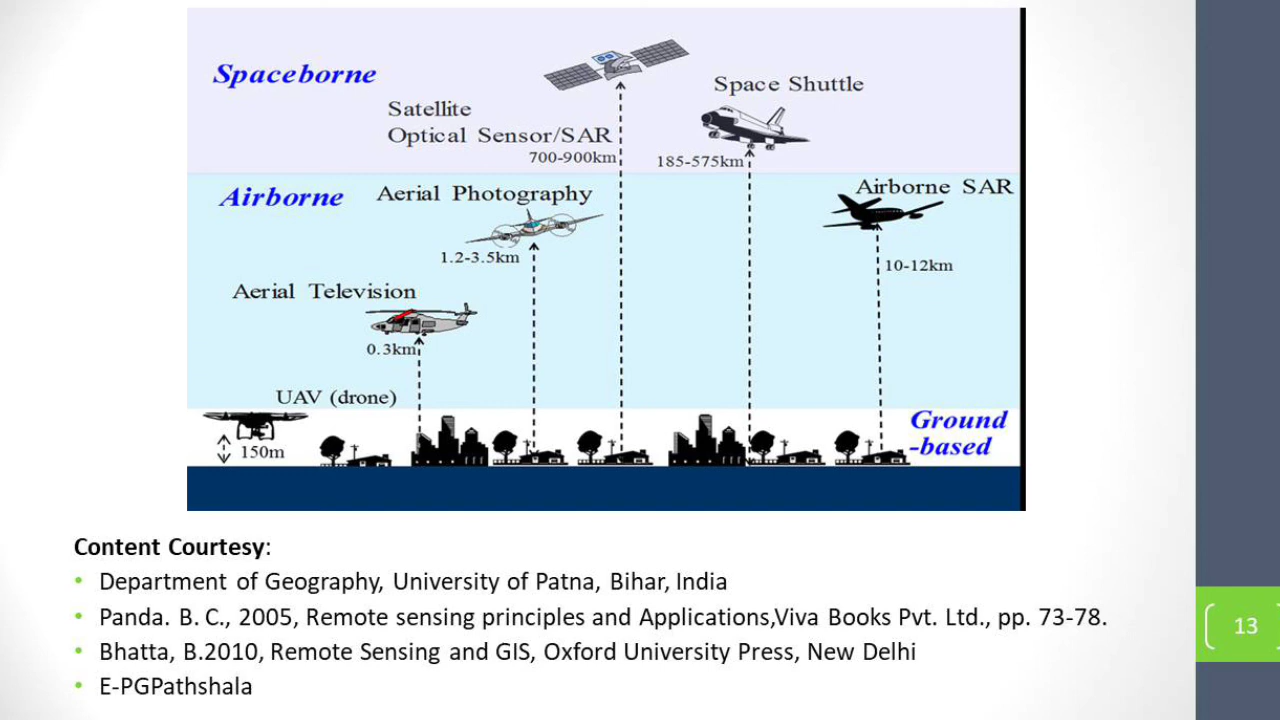 Spaceborne
Satellite
Optical Sensor/SAR
700-900km
Space Shuttle
185-575km
Airborne
Aerial Photography
1.2-3.5km
Airborne SAR
10-12km
Aerial Television
0.3km
UAV (drone)
150m
Ground
-based
Content Courtesy:
• Department of Geography, University of Patna, Bihar, India
• Panda. B. C., 2005, Remote sensing principles and Applications,Viva Books Pvt. Ltd., pp. 73-78.
• Bhatta, B.2010, Remote Sensing and GIS, Oxford University Press, New Delhi
• E-PGPathshala
13